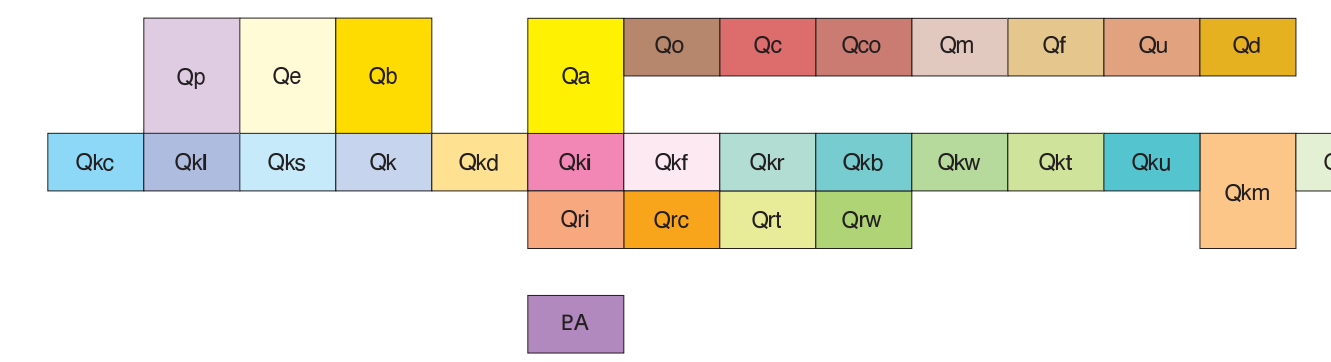 Qp Qe Qb Qa Qo Qc Qco Qm Qf Qu Qd
Qkc Qkl Qks Qk Qkd Qki Qkf Qkr Qkb Qkw Qkt Qku Qkm
Qri Qrc Qrt Qrw